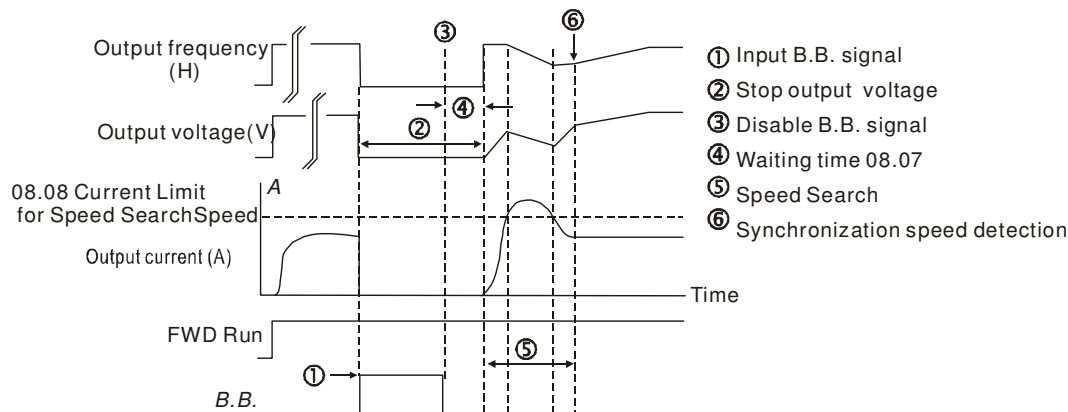 Output frequency
(H)
Output voltage(V)
08.08 Current Limit
for Speed SearchSpeed
A
Output current (A)
Time
FWD Run
B.B.
①
②
③
④
⑤
⑥
① Input B.B. signal
② Stop output voltage
③ Disable B.B. signal
④ Waiting time 08.07
⑤ Speed Search
⑥ Synchronization speed detection